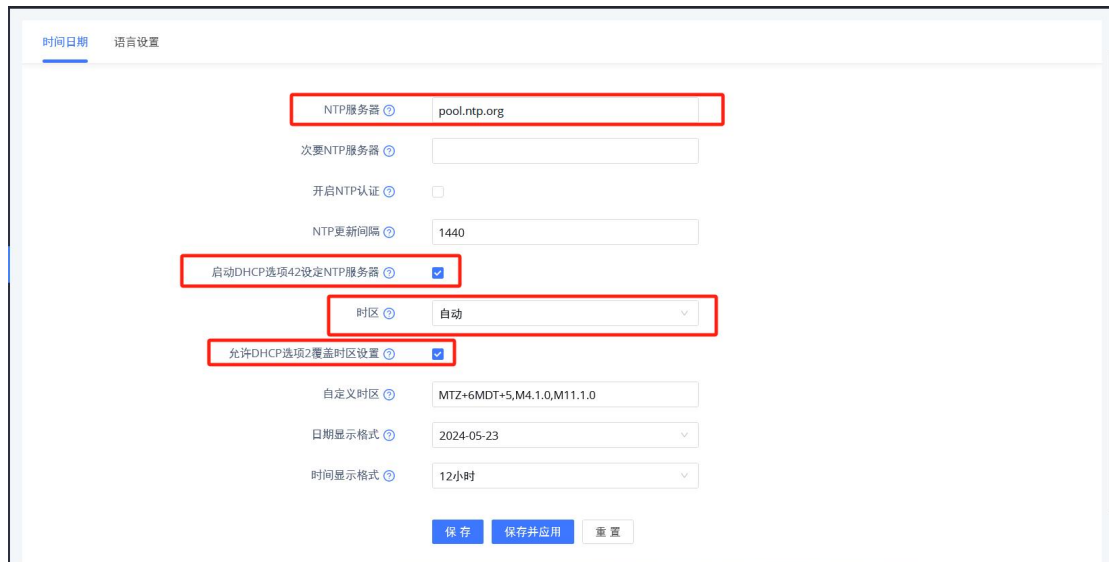 时间日期 语言设置
NTP服务器 pool.ntp.org
次要NTP服务器
开启NTP认证
NTP更新间隔 1440
启动DHCP选项42设定NTP服务器
时区 自动
允许DHCP选项2覆盖时区设置
自定义时区 MTZ+6MDT+5,M4.1.0,M11.1.0
日期显示格式 2024-05-23
时间显示格式 12小时
保存 保存并应用 重置